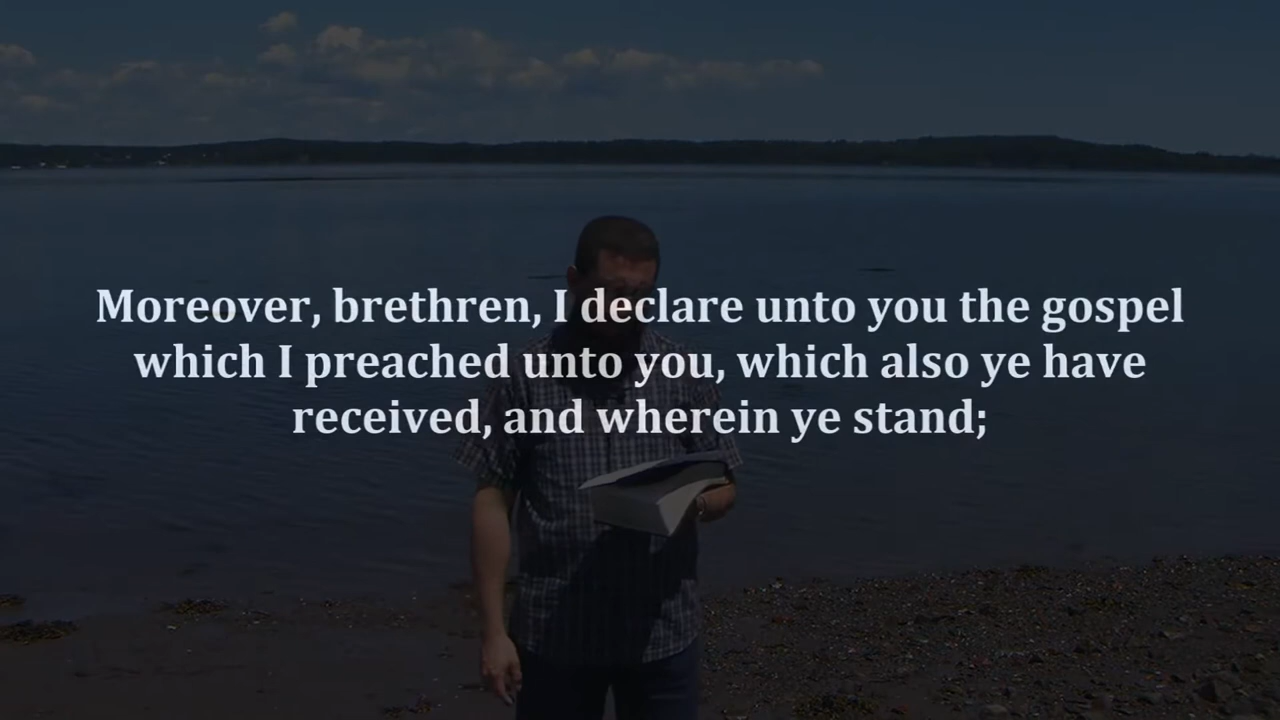 Moreover, brethren, I declare unto you the gospel
which I preached unto you, which also ye have
received, and wherein ye stand;